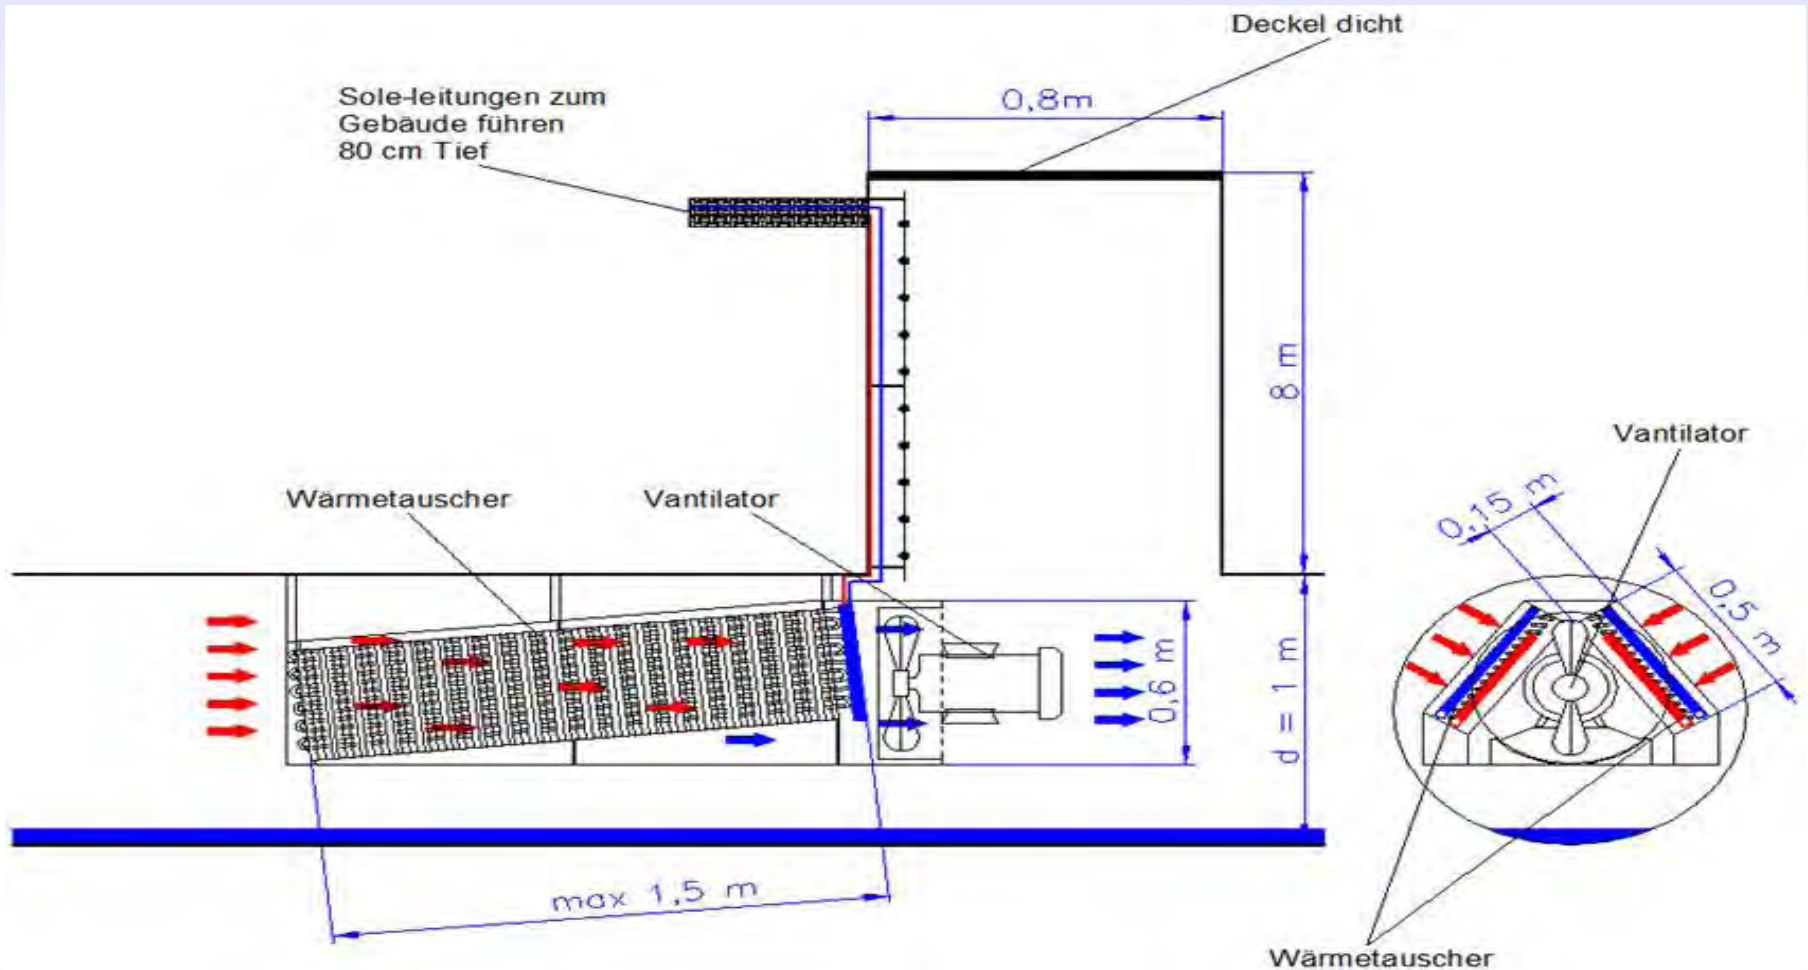 Deckel dicht
Sole-leitungen zum
Gebäude führen
80 cm Tief
0,8m
8 m
Vantilator
Wärmetauscher
Vantilator
0,15 m
0,5 m
0,6 m
d = 1 m
max 1,5 m
Wärmetauscher